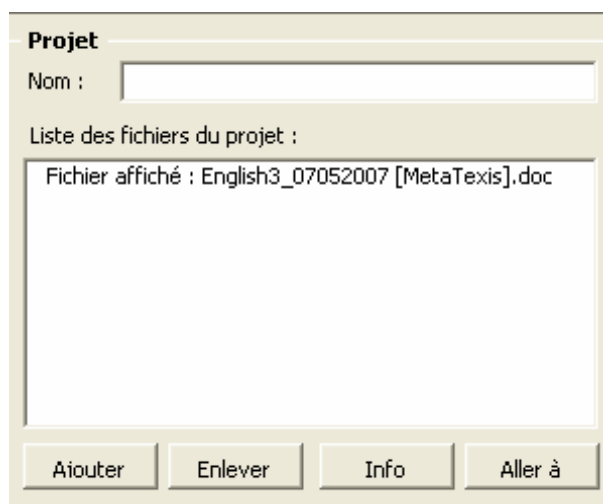 Projet
Nom :
Liste des fichiers du projet :
Fichier affiché : English3_07052007 [MetaTexis].doc
Ajouter Enlever Info Aller à